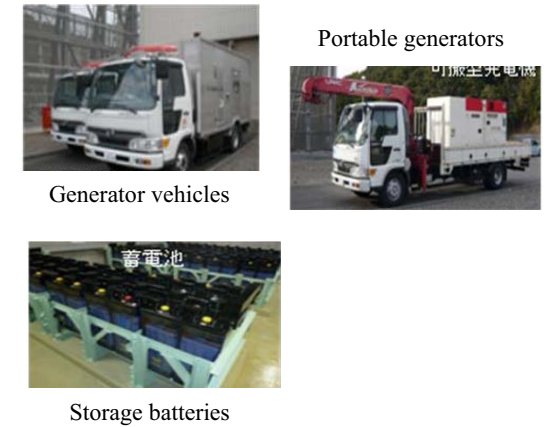 Portable generators
可搬型発電機
Generator vehicles
蓄電池
Storage batteries